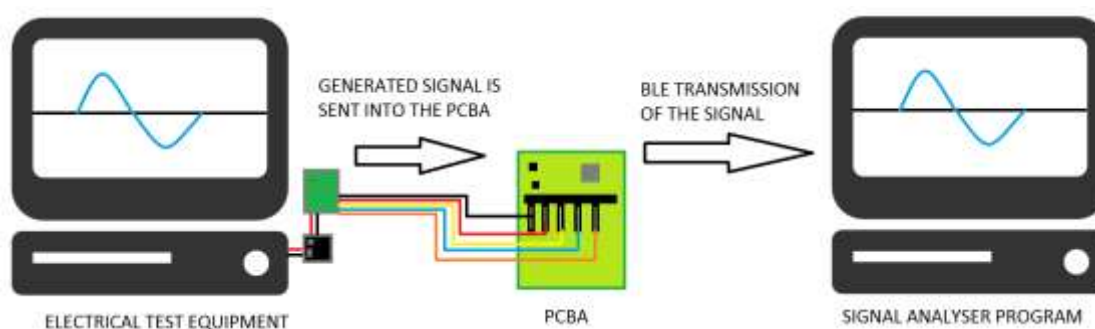 GENERATED SIGNAL IS
SENT INTO THE PCBA
BLE TRANSMISSION
OF THE SIGNAL
ELECTRICAL TEST EQUIPMENT
PCBA
SIGNAL ANALYSER PROGRAM